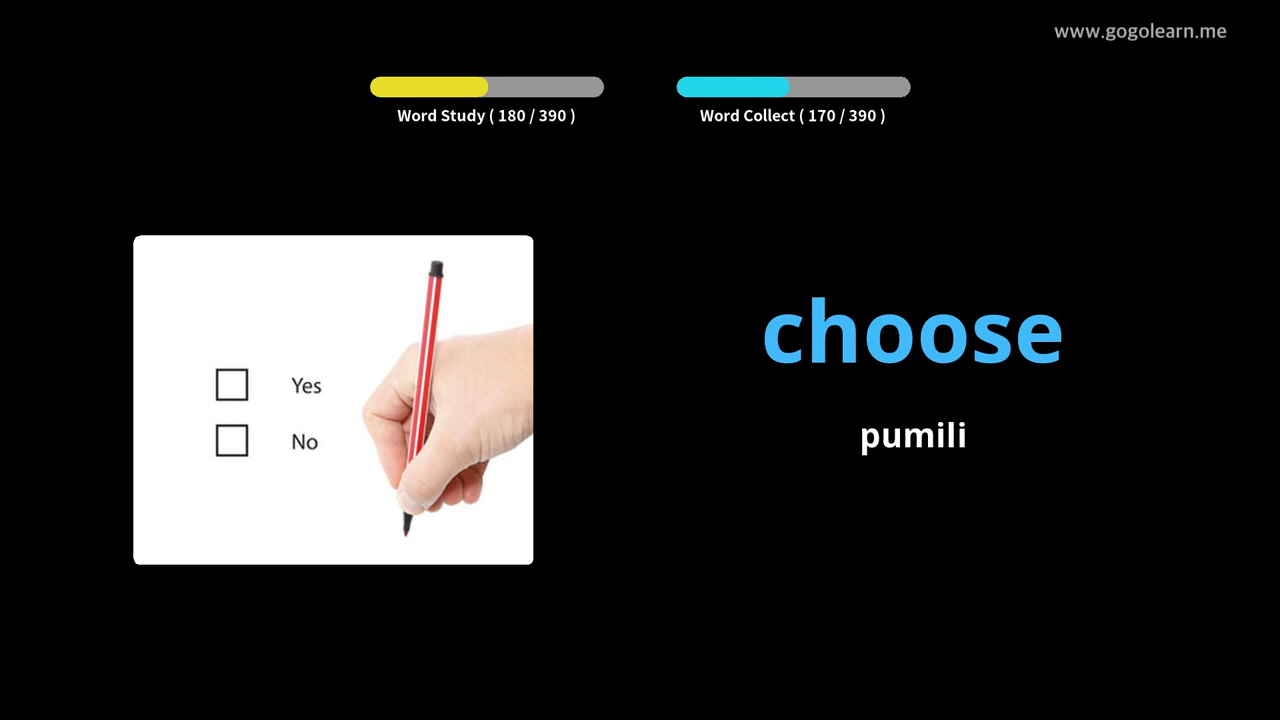 www.gogolearn.me
Word Study ( 180 / 390 )
Word Collect ( 170 / 390 )
Yes
No
choose
pumili